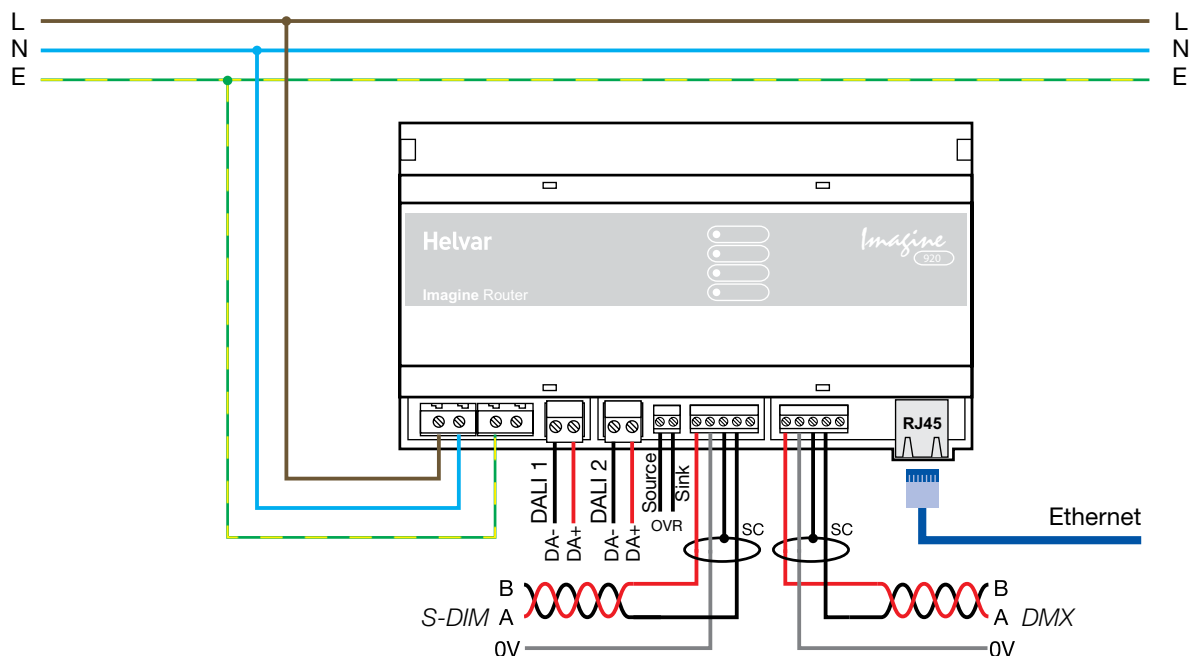 L L
N N
E E
Helvar
Imagine
920
Imagine Router
RJ45
DALI 1
DA-
DA+
DALI 2
DA-
DA+
Source
Sink
OVR
SC
SC
Ethernet
S-DIM
B
A
0V
B
A
DMX
0V